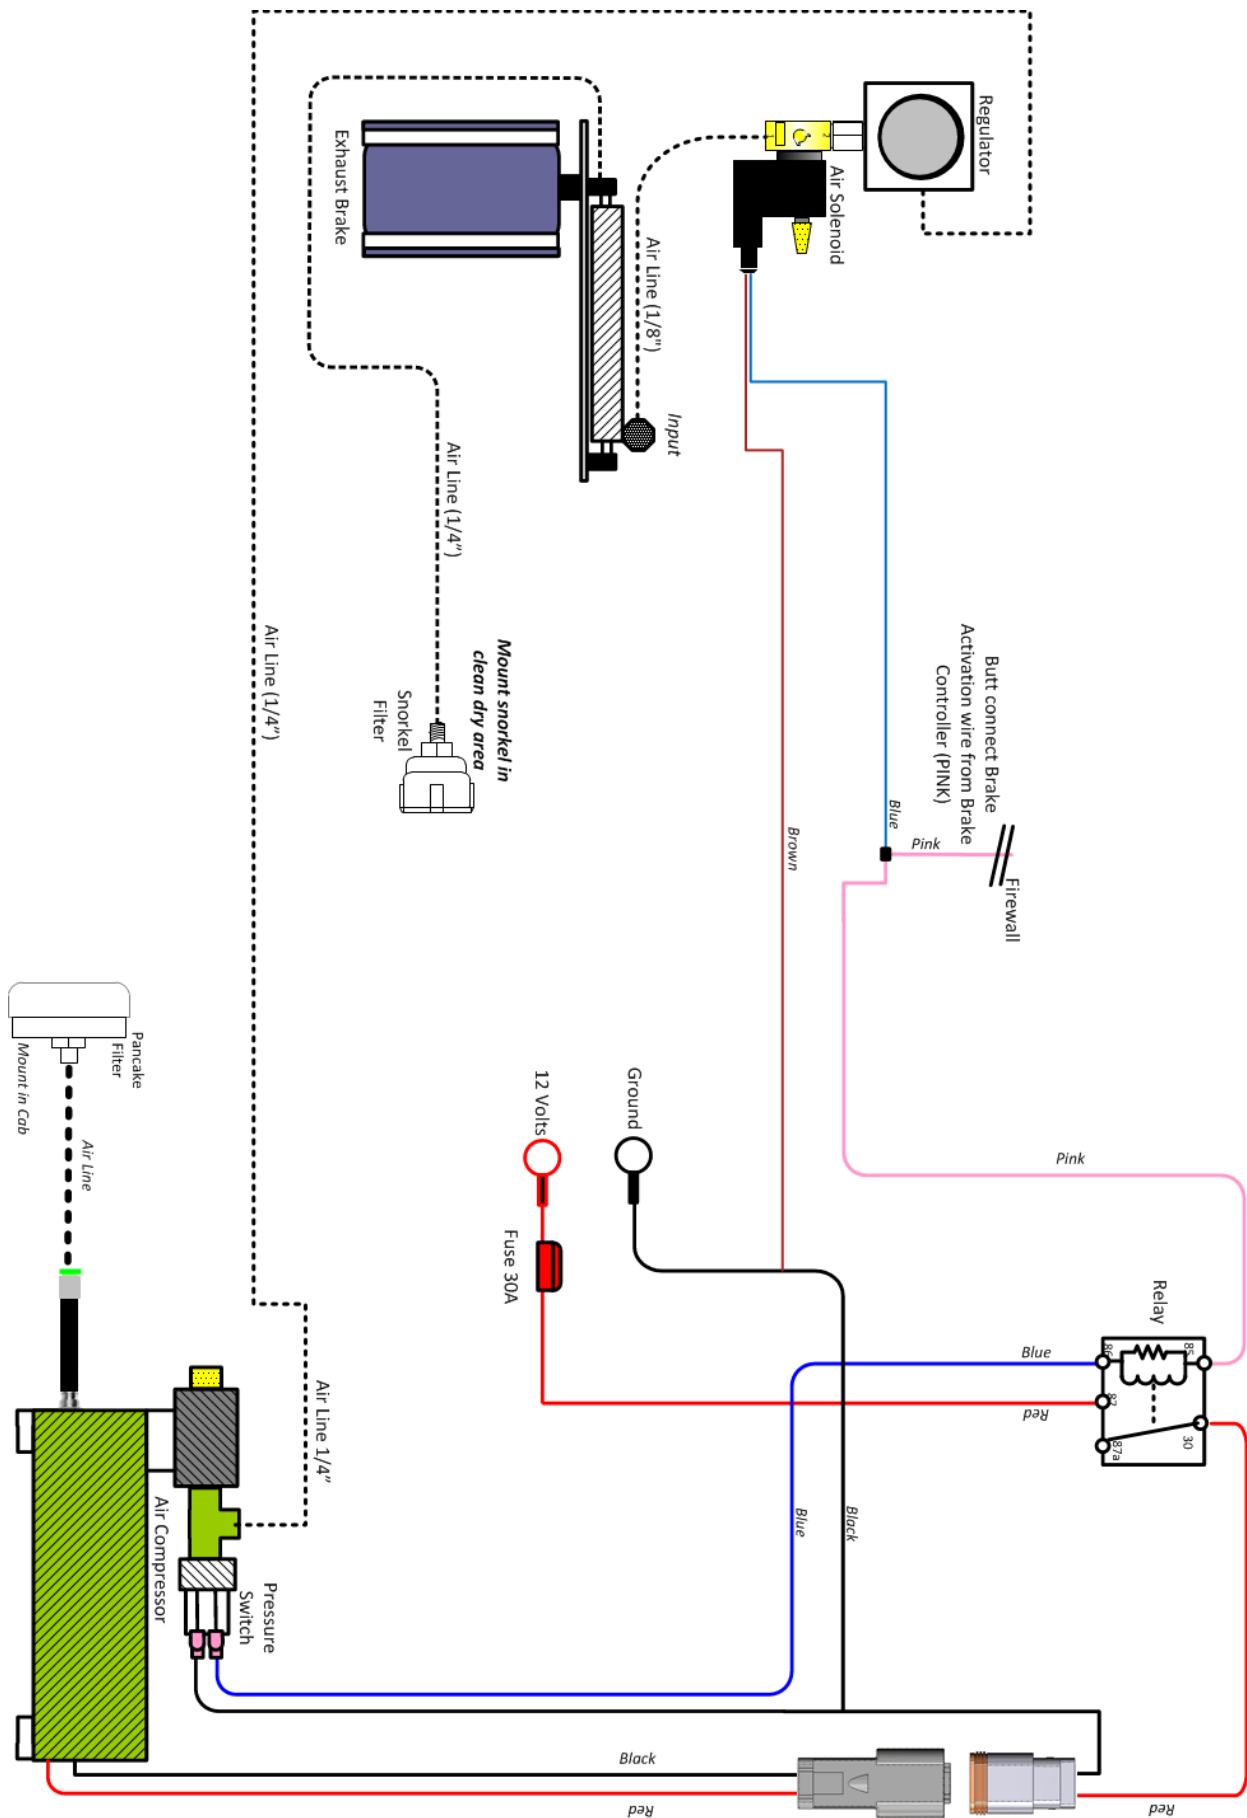 Regulator
Air Solenoid
Exhaust Brake
Air Line (1/8")
Input
Air Line (1/4”)
Mount snorkel in
clean dry area
Snorkel
Filter
Air Line (1/4”)
Butt connect Brake
Activation wire from Brake
Controller (PINK)
Firewall
Blue
Pink
Brown
Pancake
Filter
Mount in Cab
Air Line
12 Volts
Ground
Fuse 30A
Pink
Relay
85
86
87
87a
30
Blue
Red
Air Line 1/4”
Blue
Black
Air Compressor
Pressure
Switch
Black
Red
Red
1
2